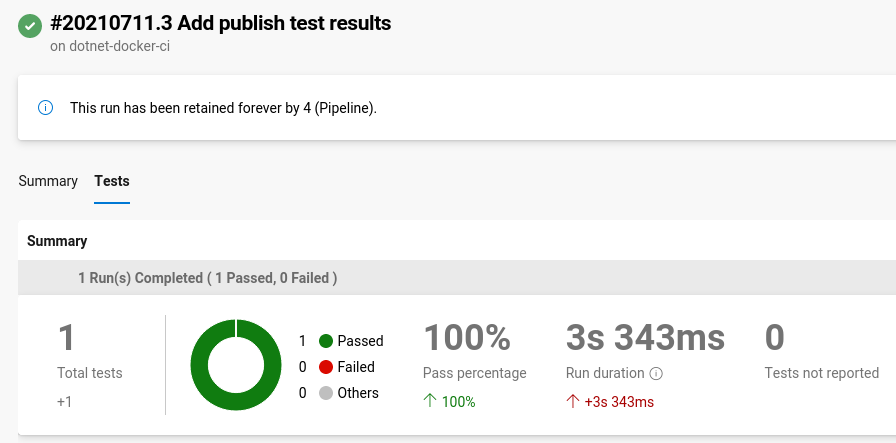 #20210711.3 Add publish test results
on dotnet-docker-ci
This run has been retained forever by 4 (Pipeline).
Summary Tests
Summary
1 Run(s) Completed ( 1 Passed, 0 Failed )
1
Total tests
+1
1 Passed
0 Failed
0 Others
100%
Pass percentage
100%
3s 343ms
Run duration
+3s 343ms
0
Tests not reported